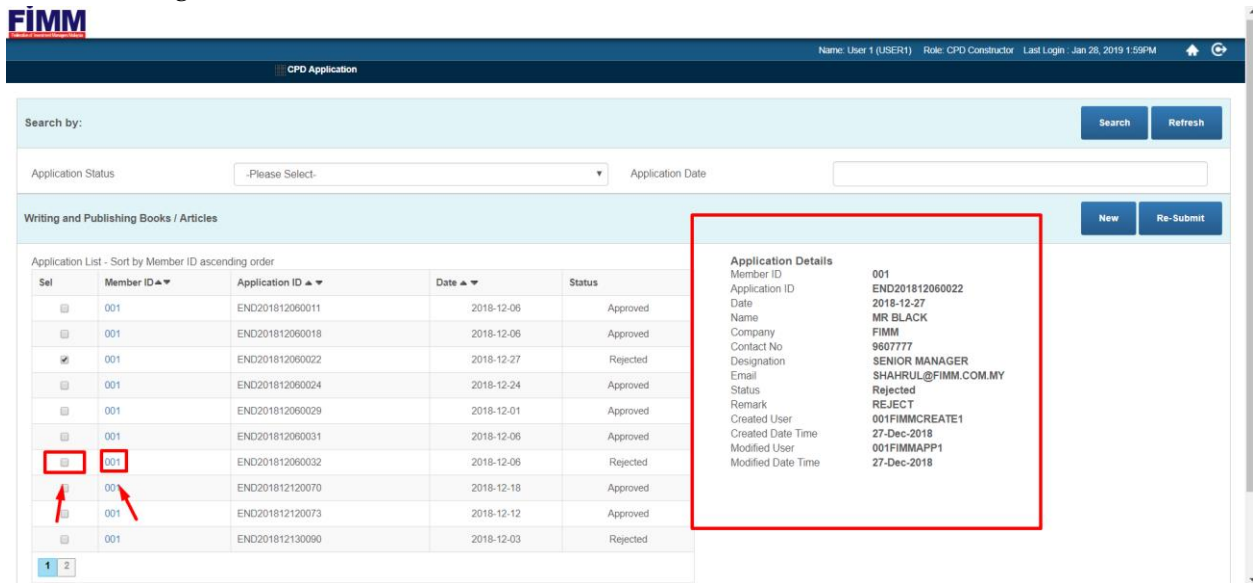 FIMM
Federation of Investment Managers Malaysia
Name: User 1 (USER1) Role: CPD Constructor Last Login : Jan 28, 2019 1:59PM
CPD Application
Search by: Search Refresh
Application Status -Please Select- Application Date
Writing and Publishing Books / Articles New Re-Submit
Application List - Sort by Member ID ascending order
Sel Member ID Application ID Date Status
001 END201812060011 2018-12-06 Approved
001 END201812060018 2018-12-06 Approved
001 END201812060022 2018-12-27 Rejected
001 END201812060024 2018-12-24 Approved
001 END201812060029 2018-12-01 Approved
001 END201812060031 2018-12-06 Approved
001 END201812060032 2018-12-06 Rejected
001 END201812120070 2018-12-18 Approved
001 END201812120073 2018-12-12 Approved
001 END201812130090 2018-12-03 Rejected
1 2
Application Details
Member ID 001
Application ID END201812060022
Date 2018-12-27
Name MR BLACK
Company FIMM
Contact No 9607777
Designation SENIOR MANAGER
Email SHAHRUL@FIMM.COM.MY
Status Rejected
Remark REJECT
Created User 001FIMMCREATE1
Created Date Time 27-Dec-2018
Modified User 001FIMMAPP1
Modified Date Time 27-Dec-2018